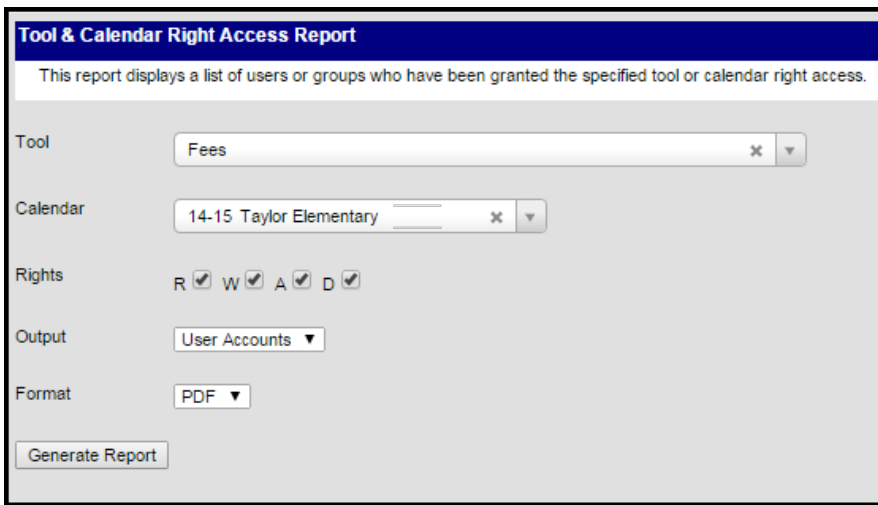 Tool & Calendar Right Access Report
This report displays a list of users or groups who have been granted the specified tool or calendar right access.
Tool Fees
Calendar 14-15 Taylor Elementary
Rights R W A D
Output User Accounts
Format PDF
Generate Report